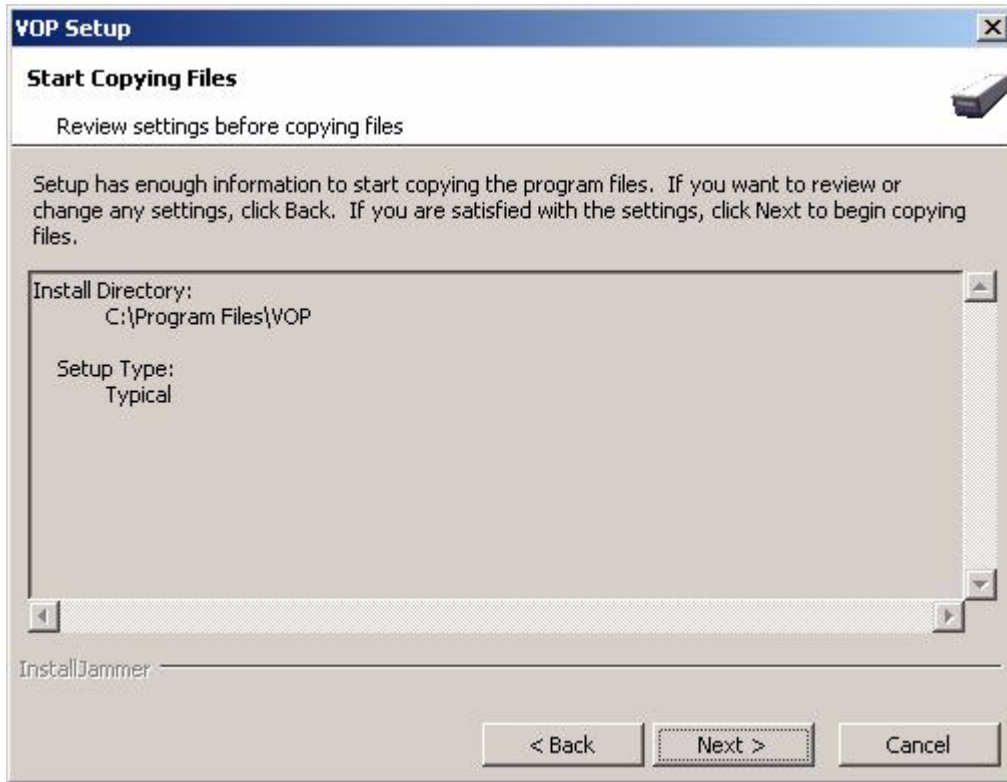 VOP Setup
Start Copying Files
Review settings before copying files
Setup has enough information to start copying the program files.  If you want to review or
change any settings, click Back.  If you are satisfied with the settings, click Next to begin copying
files.
Install Directory:
C:\Program Files\VOP
Setup Type:
Typical
InstallJammer
< Back
Next >
Cancel